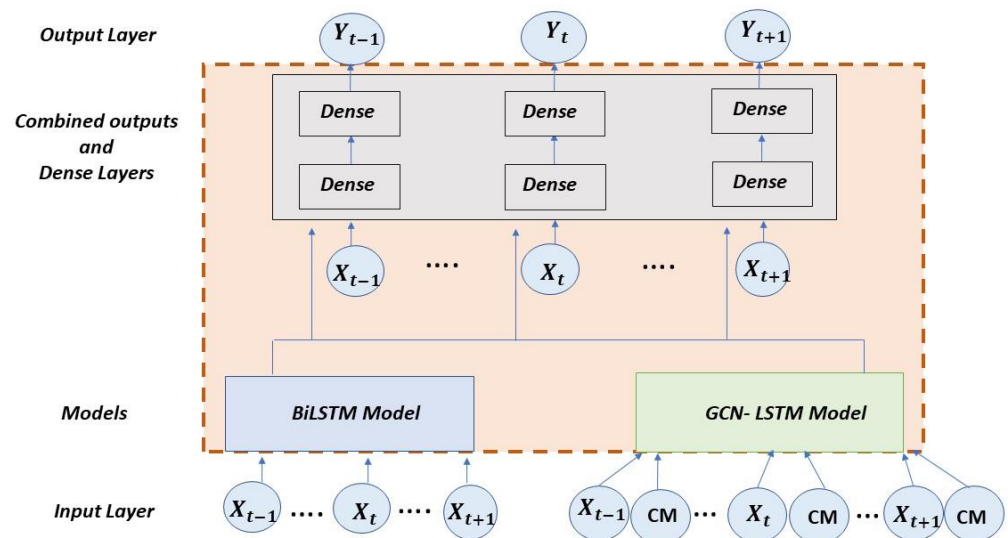 Output Layer
Y_{t-1}
Y_t
Y_{t+1}
Combined outputs
and
Dense Layers
Dense
Dense
Dense
Dense
Dense
Dense
X_{t-1}
....
X_t
....
X_{t+1}
Models
BiLSTM Model
GCN- LSTM Model
Input Layer
X_{t-1}
....
X_t
....
X_{t+1}
X_{t-1}
CM
...
X_t
CM
...
X_{t+1}
CM